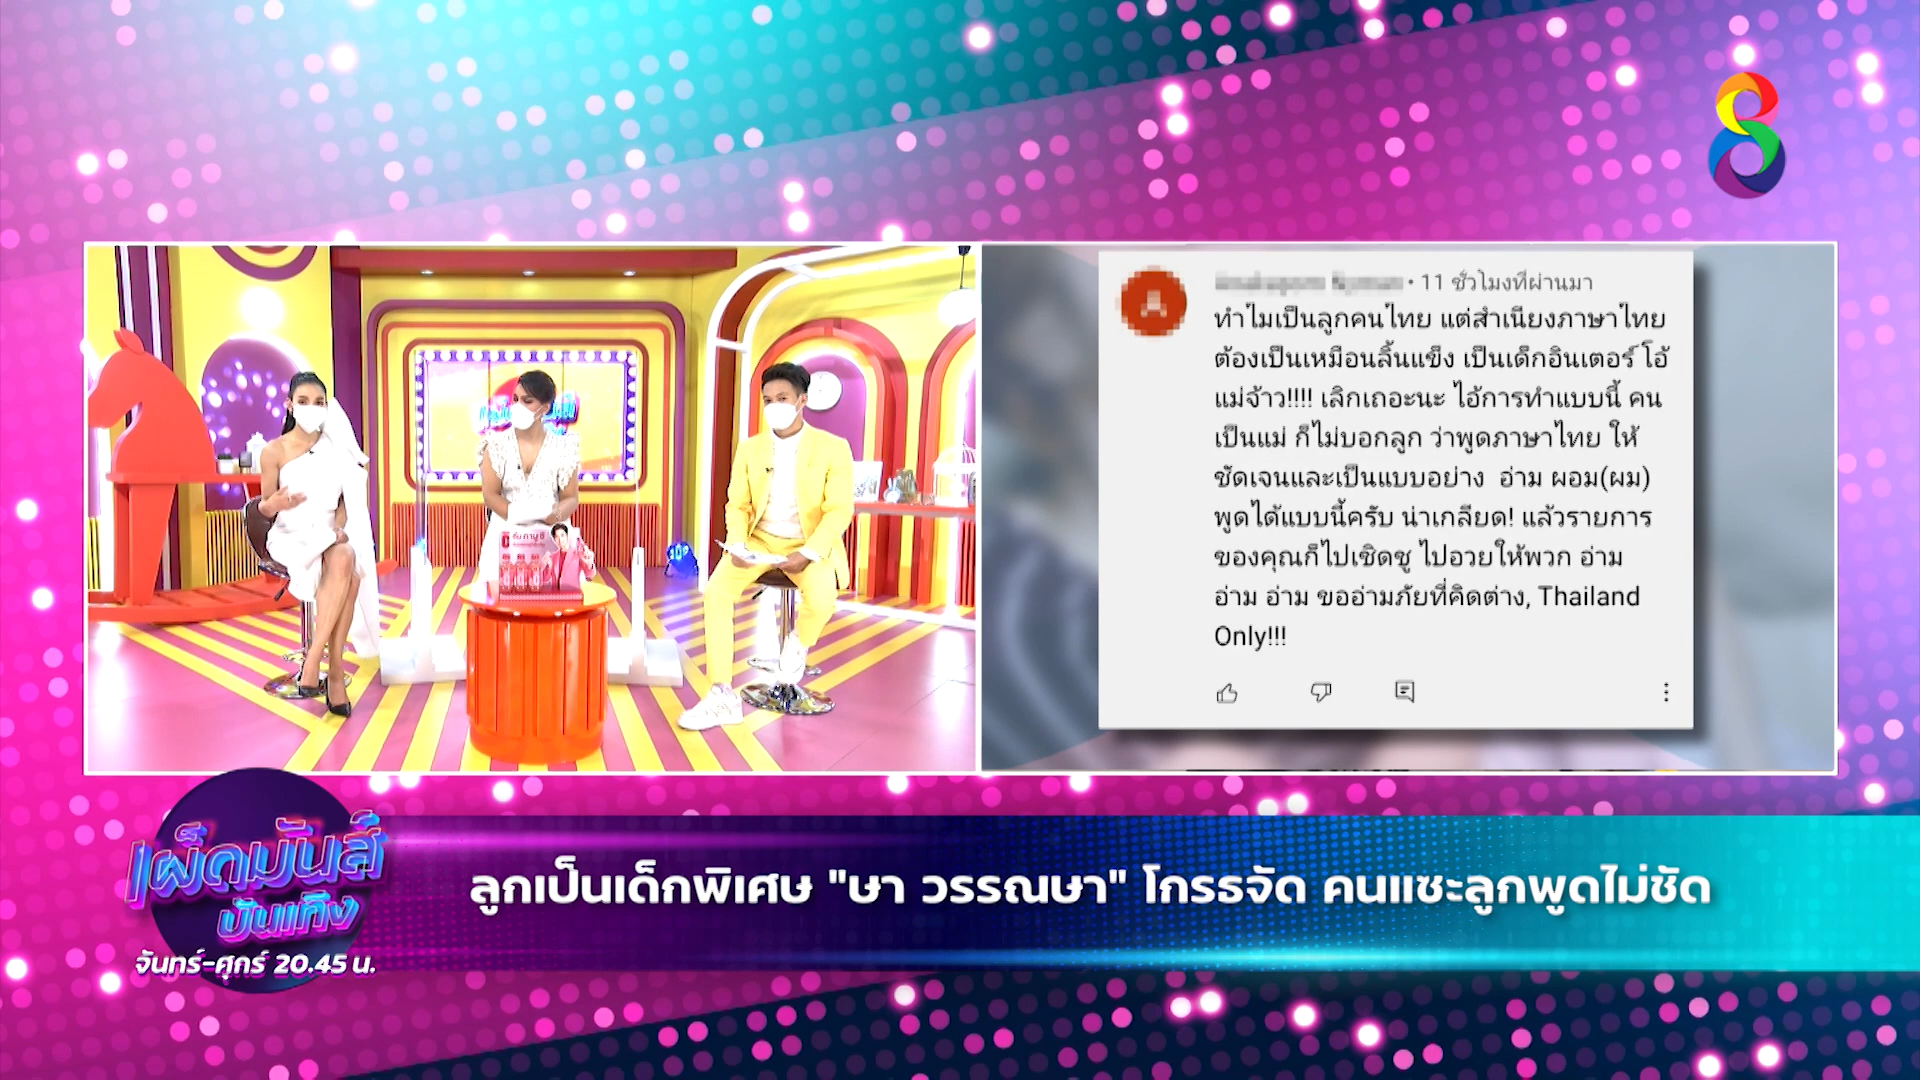 8
• 11 ชั่วโมงที่ผ่านมา
ทำไมเป็นลูกคนไทย แต่สำเนียงภาษาไทย
ต้องเป็นเหมือนลิ้นแข็ง เป็นเด็กอินเตอร์ โอ้
แม่จ้าว!!!! เลิกเถอะนะ ไอ้การทำแบบนี้ คน
เป็นแม่ ก็ไม่บอกลูก ว่าพูดภาษาไทย ให้
ชัดเจนและเป็นแบบอย่าง อ่าม ผอม(ผม)
พูดได้แบบนี้ครับ น่าเกลียด! แล้วรายการ
ของคุณก็ไปเชิดชู ไปอวยให้พวก อ่าม
อ่าม อ่าม ขออ่ามภัยที่คิดต่าง, Thailand
Only!!!
เผ็ดมันส์
บันเทิง
จันทร์-ศุกร์ 20.45 น.
ลูกเป็นเด็กพิเศษ "ษา วรรณษา" โกรธจัด คนแซะลูกพูดไม่ชัด